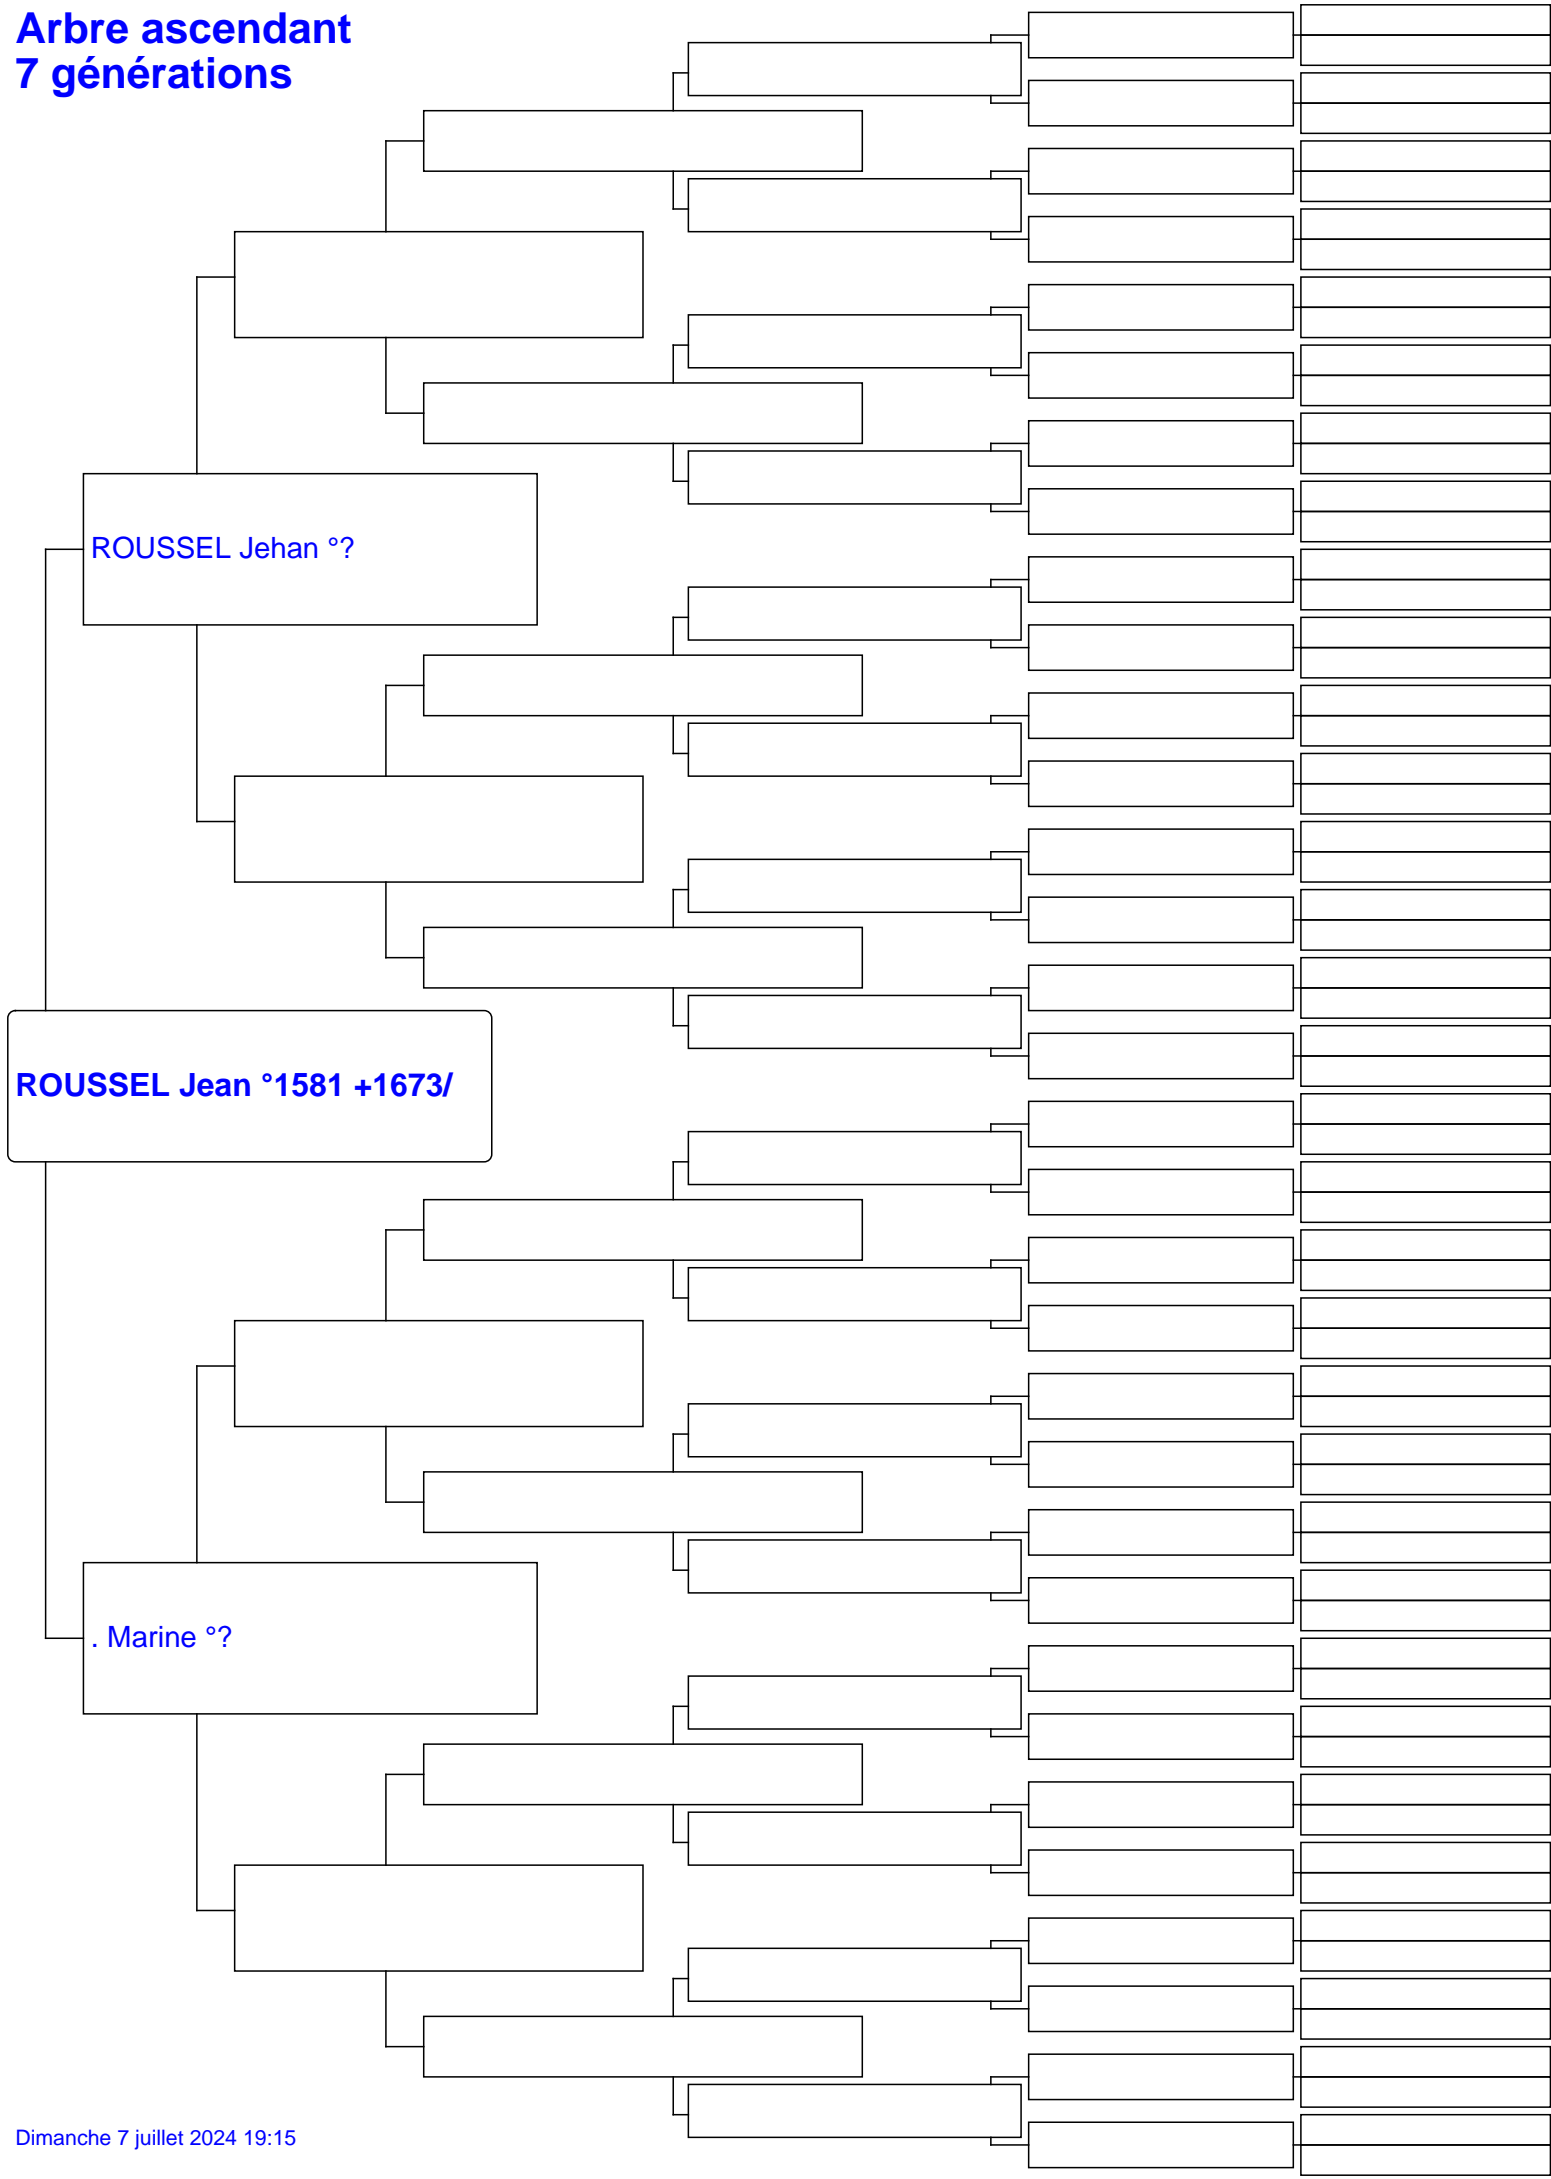 Arbre ascendant
7 générations
ROUSSEL Jehan °?
ROUSSEL Jean °1581 +1673/
. Marine °?
Dimanche 7 juillet 2024 19:15